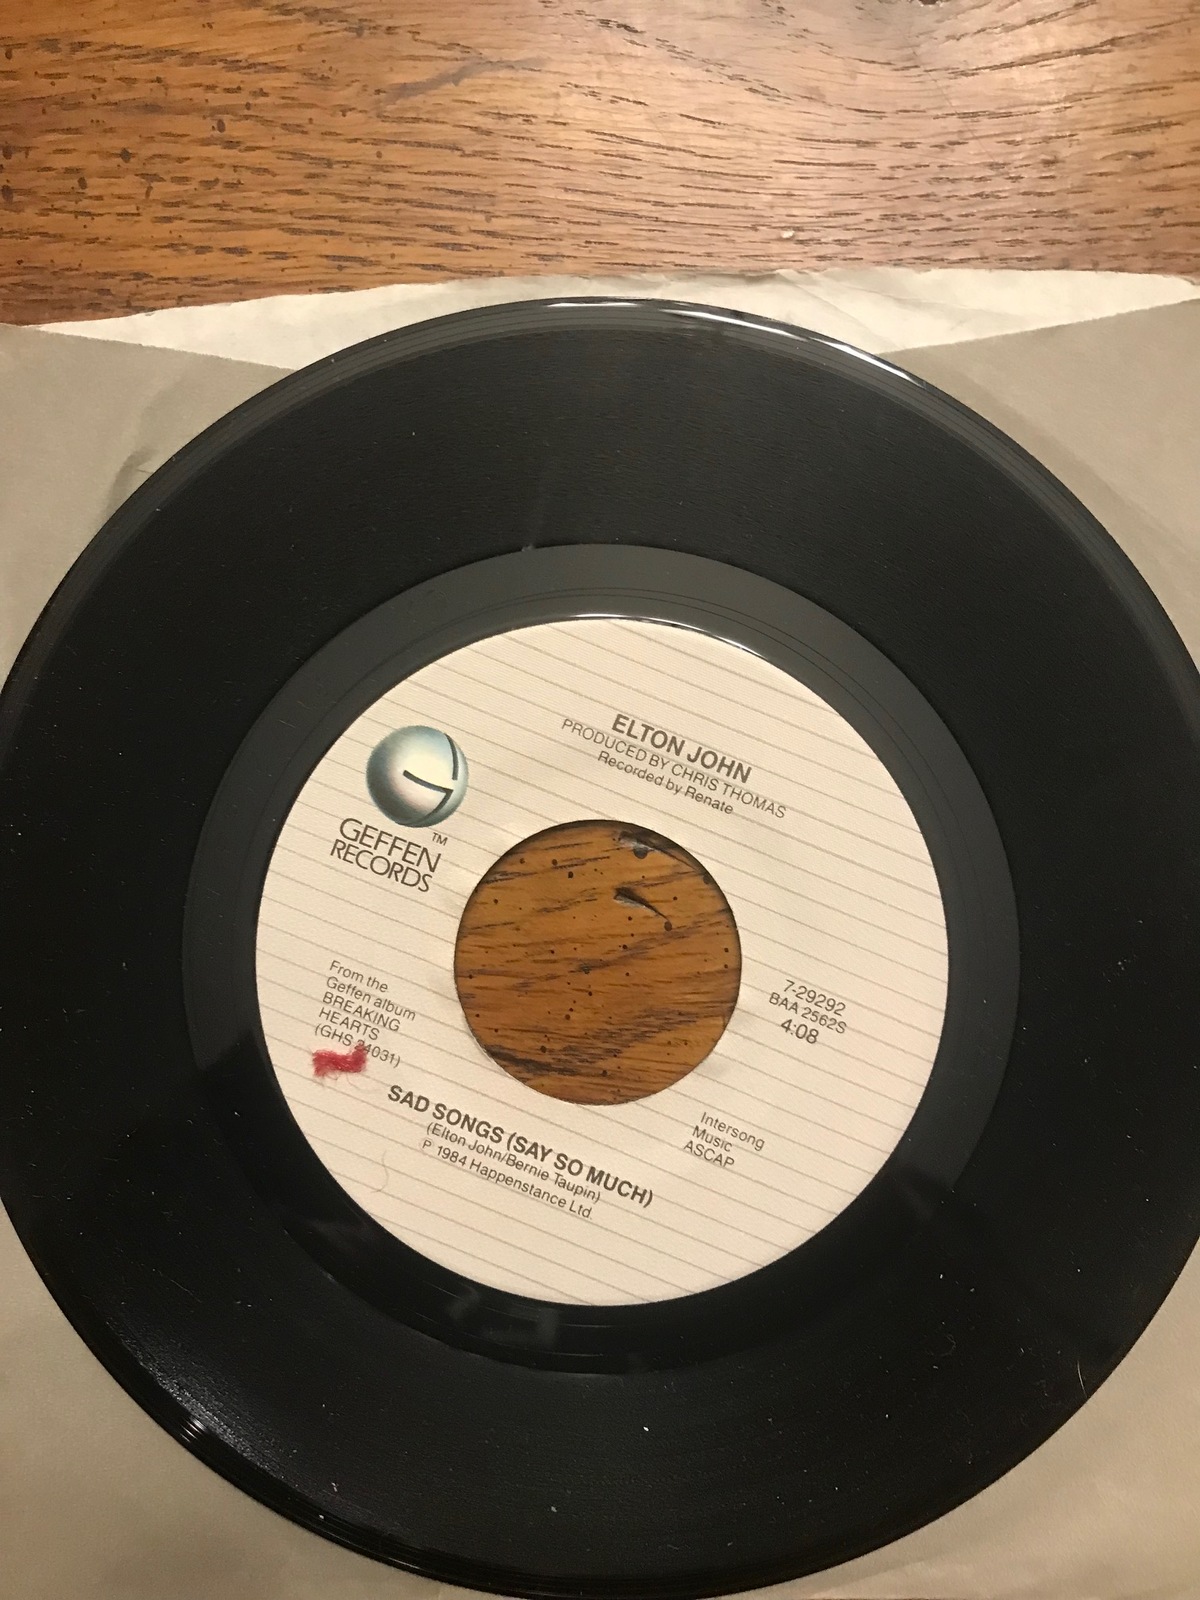 ELTON JOHN
PRODUCED BY CHRIS THOMAS
Recorded by Renate
G
TM
GEFFEN
RECORDS
From the
Geffen album
BREAKING
HEARTS
(GHS 24031)
7-29292
BAA 2562S
4:08
Intersong
Music
ASCAP
SAD SONGS (SAY SO MUCH)
(Elton John/Bernie Taupin)
P 1984 Happenstance Ltd.